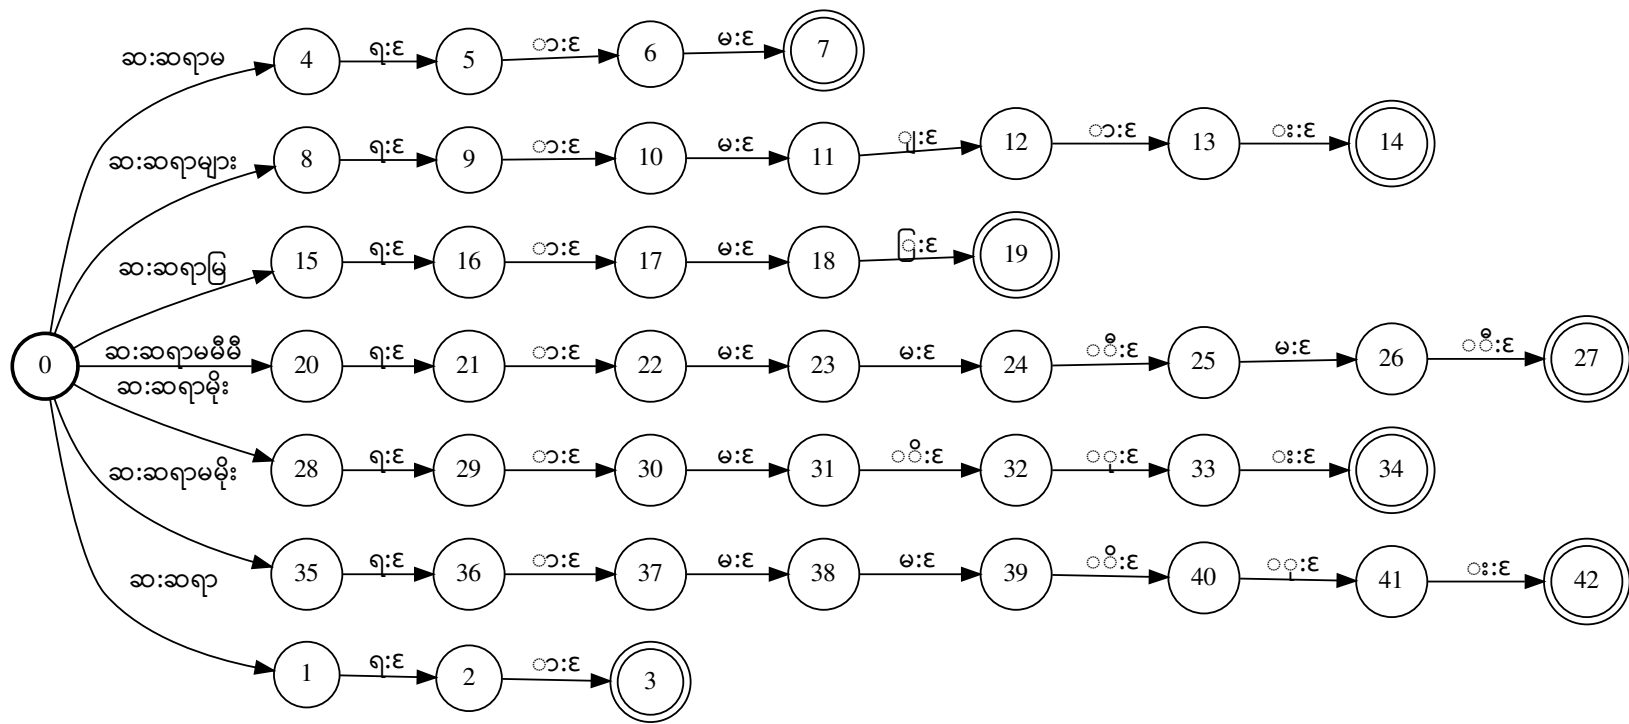 ဆ:ဆရာမ 4 ရ:ε 5 ာ:ε 6 မ:ε 7
ဆ:ဆရာများ 8 ရ:ε 9 ာ:ε 10 မ:ε 11 ျ:ε 12 ာ:ε 13 း:ε 14
ဆ:ဆရာမြ 15 ရ:ε 16 ာ:ε 17 မ:ε 18 ြ:ε 19
0 ဆ:ဆရာမမီမီ 20 ရ:ε 21 ာ:ε 22 မ:ε 23 မ:ε 24 ီ:ε 25 မ:ε 26 ီ:ε 27
ဆ:ဆရာမိုး 28 ရ:ε 29 ာ:ε 30 မ:ε 31 ိ:ε 32 ု:ε 33 း:ε 34
ဆ:ဆရာမမိုး 35 ရ:ε 36 ာ:ε 37 မ:ε 38 မ:ε 39 ိ:ε 40 ု:ε 41 း:ε 42
ဆ:ဆရာ 1 ရ:ε 2 ာ:ε 3